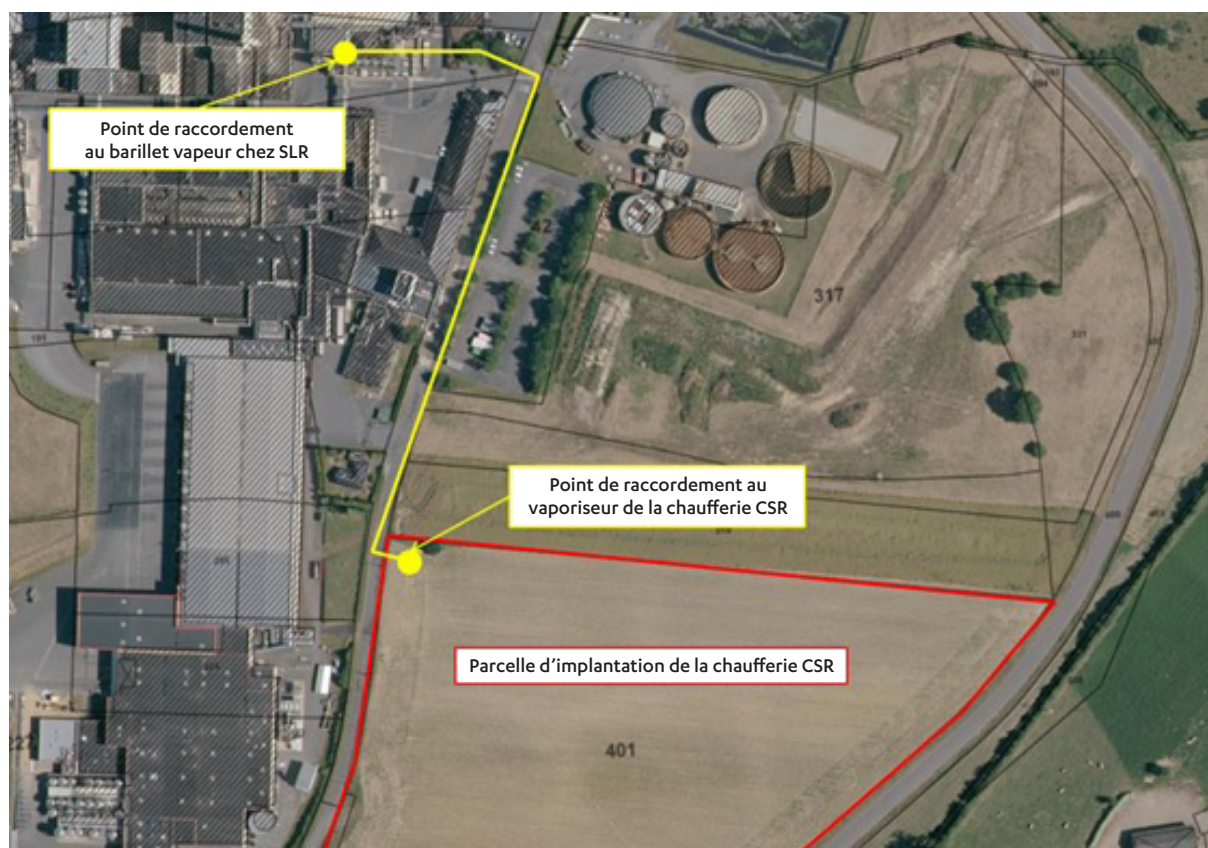 Point de raccordement
au barillet vapeur chez SLR
42
317
Point de raccordement au
vaporiseur de la chaufferie CSR
Parcelle d'implantation de la chaufferie CSR
401